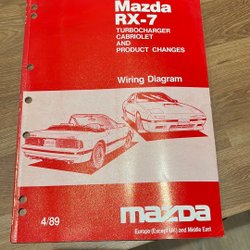 Mazda
RX-7
TURBOCHARGER
CABRIOLET
AND
PRODUCT CHANGES
Wiring Diagram
4/89
mazda
Europe (Except UK) and Middle East